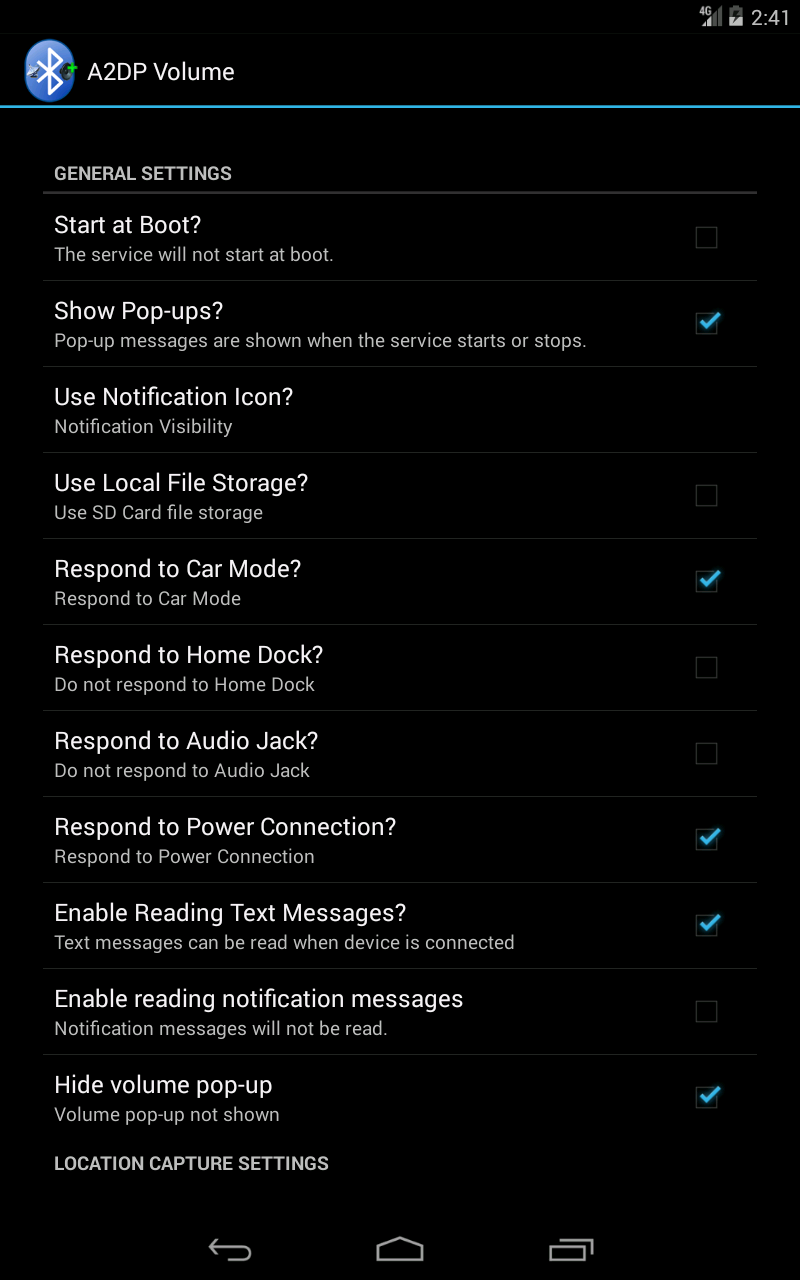 4G 2:41
A2DP Volume
GENERAL SETTINGS
Start at Boot?
The service will not start at boot.
Show Pop-ups?
Pop-up messages are shown when the service starts or stops.
Use Notification Icon?
Notification Visibility
Use Local File Storage?
Use SD Card file storage
Respond to Car Mode?
Respond to Car Mode
Respond to Home Dock?
Do not respond to Home Dock
Respond to Audio Jack?
Do not respond to Audio Jack
Respond to Power Connection?
Respond to Power Connection
Enable Reading Text Messages?
Text messages can be read when device is connected
Enable reading notification messages
Notification messages will not be read.
Hide volume pop-up
Volume pop-up not shown
LOCATION CAPTURE SETTINGS